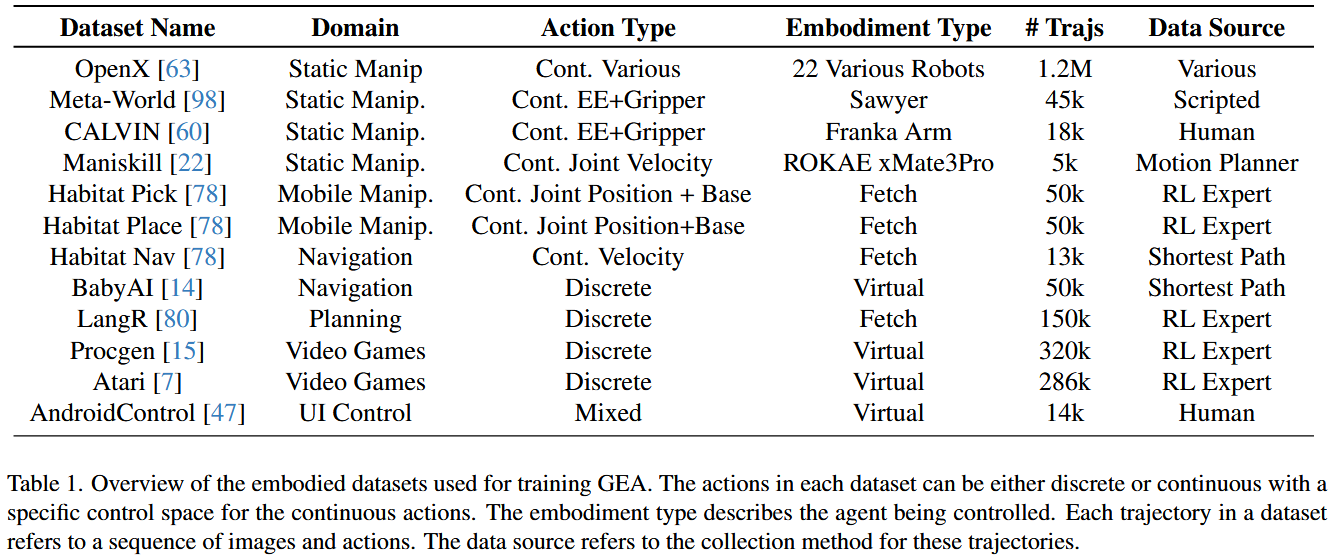 Dataset Name Domain Action Type Embodiment Type # Trajs Data Source
OpenX [63] Static Manip Cont. Various 22 Various Robots 1.2M Various
Meta-World [98] Static Manip. Cont. EE+Gripper Sawyer 45k Scripted
CALVIN [60] Static Manip. Cont. EE+Gripper Franka Arm 18k Human
Maniskill [22] Static Manip. Cont. Joint Velocity ROKAE xMate3Pro 5k Motion Planner
Habitat Pick [78] Mobile Manip. Cont. Joint Position + Base Fetch 50k RL Expert
Habitat Place [78] Mobile Manip. Cont. Joint Position+Base Fetch 50k RL Expert
Habitat Nav [78] Navigation Cont. Velocity Fetch 13k Shortest Path
BabyAI [14] Navigation Discrete Virtual 50k Shortest Path
LangR [80] Planning Discrete Fetch 150k RL Expert
Procgen [15] Video Games Discrete Virtual 320k RL Expert
Atari [7] Video Games Discrete Virtual 286k RL Expert
AndroidControl [47] UI Control Mixed Virtual 14k Human
Table 1. Overview of the embodied datasets used for training GEA. The actions in each dataset can be either discrete or continuous with a
specific control space for the continuous actions. The embodiment type describes the agent being controlled. Each trajectory in a dataset
refers to a sequence of images and actions. The data source refers to the collection method for these trajectories.